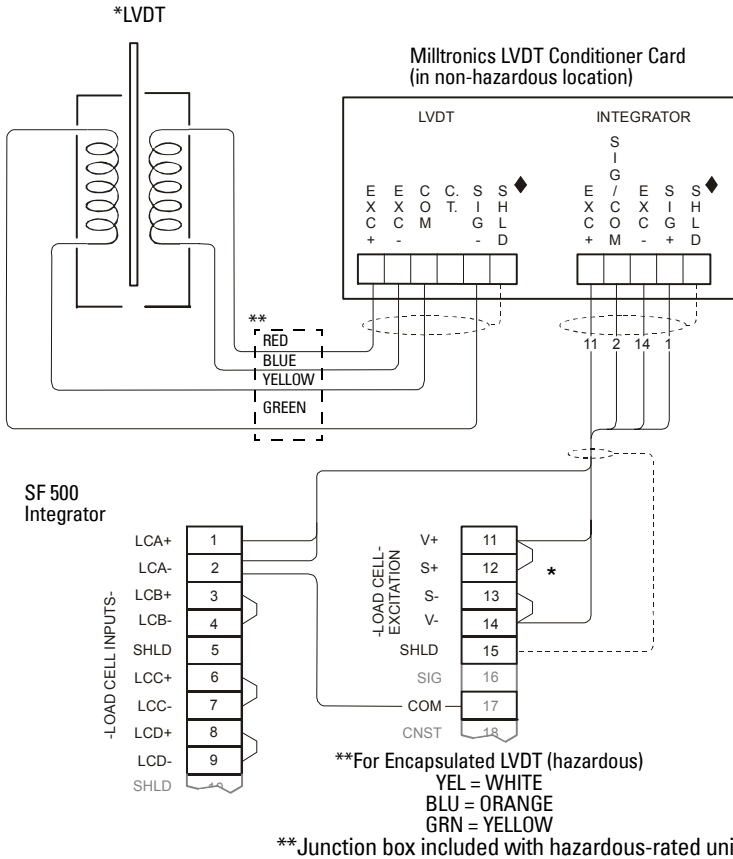 *LVDT
Milltronics LVDT Conditioner Card
(in non-hazardous location)
LVDT
INTEGRATOR
EXC+ EXC- COM C.T. SIG- SHLD ♦
EXC+ SIG/COM EXC- SIG+ SHLD ♦
**
RED
BLUE
YELLOW
GREEN
11 2 14 1
SF 500
Integrator
-LOAD CELL INPUTS-
LCA+ 1
LCA- 2
LCB+ 3
LCB- 4
SHLD 5
LCC+ 6
LCC- 7
LCD+ 8
LCD- 9
SHLD 10
-LOAD CELL-
EXCITATION
V+ 11
S+ 12
*
S- 13
V- 14
SHLD 15
SIG 16
COM 17
CNST 18
**For Encapsulated LVDT (hazardous)
YEL = WHITE
BLU = ORANGE
GRN = YELLOW
**Junction box included with hazardous-rated uni